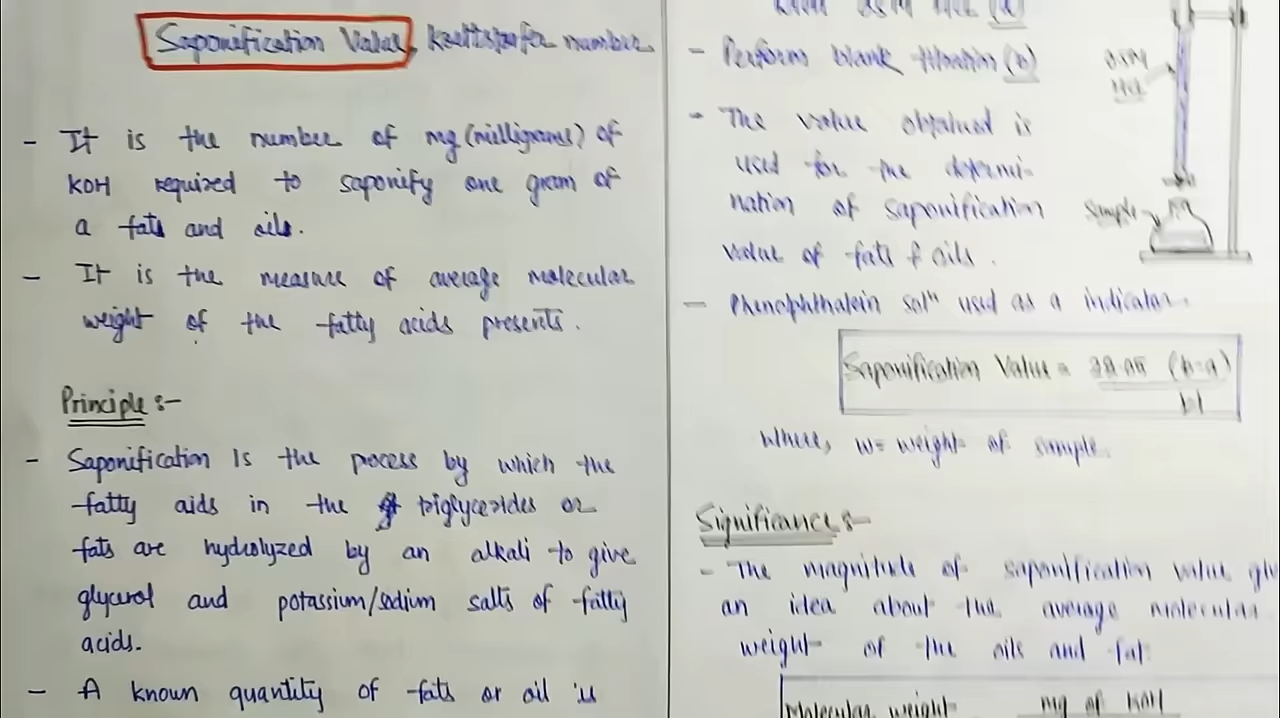 Saponification Value, Koettstorfer number
- It is the number of mg (milligrams) of
KOH required to saponify one gram of
a fats and oils.
- It is the measure of average molecular
weight of the fatty acids presents.
Principle :-
- Saponification is the process by which the
fatty aids in the triglycerides or
fats are hydrolyzed by an alkali to give
glycerol and potassium/sodium salts of fatty
acids.
- A known quantity of fats or oil is
(a)
- Perform blank titration (b)
- The value obtained is
used for the determi-
nation of saponification
value of fats & oils.
- Phenolphthalein solⁿ used as a indicator.
0.5M
HCl
Sample
Saponification Value = 28.05 (b-a)
W
Where, w= weight of sample.
Significance :-
- The magnitude of saponification value
an idea about the average molecular
weight of the oils and fat
Molecular weight mg of KOH